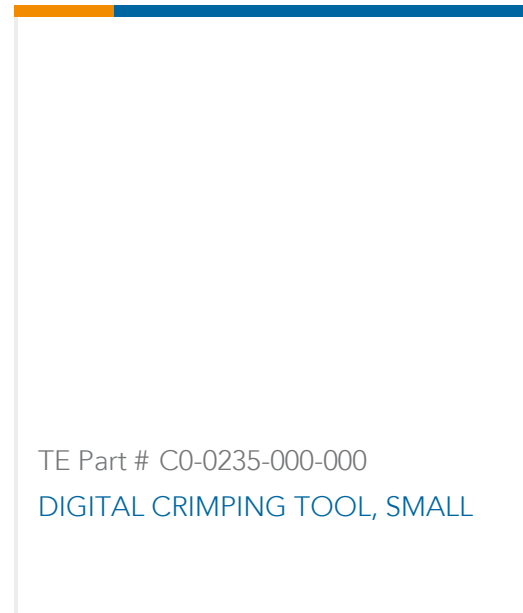 TE Part # C0-0235-000-000
DIGITAL CRIMPING TOOL, SMALL